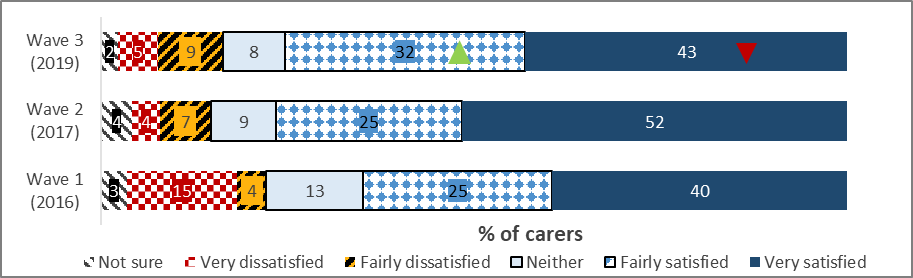 Wave 3
(2019)
2 5 9 8 32 43
Wave 2
(2017)
4 4 7 9 25 52
Wave 1
(2016)
3 15 4 13 25 40
% of carers
Not sure Very dissatisfied Fairly dissatisfied Neither Fairly satisfied Very satisfied